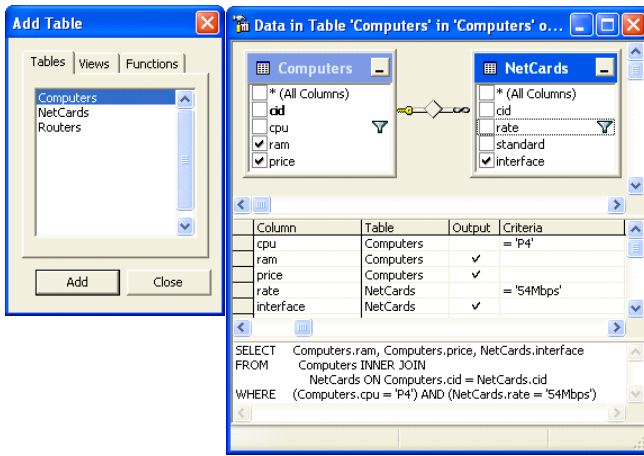 Add Table
Tables Views Functions
Computers
NetCards
Routers
Add Close
Data in Table 'Computers' in 'Computers' o...
Computers
* (All Columns)
cid
cpu
ram
price
NetCards
* (All Columns)
cid
rate
standard
interface
Column Table Output Criteria
cpu Computers = 'P4'
ram Computers
price Computers
rate NetCards = '54Mbps'
interface NetCards
SELECT Computers.ram, Computers.price, NetCards.interface
FROM Computers INNER JOIN
NetCards ON Computers.cid = NetCards.cid
WHERE (Computers.cpu = 'P4') AND (NetCards.rate = '54Mbps')